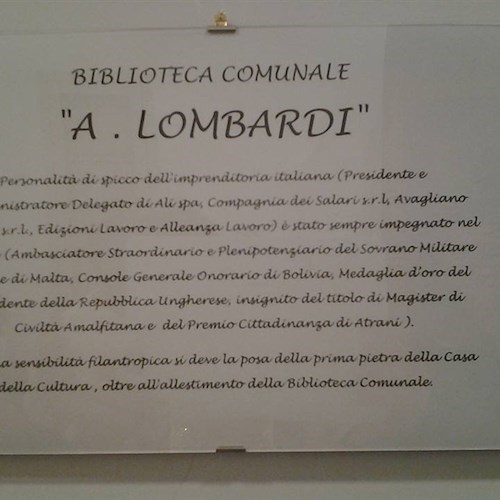 BIBLIOTECA COMUNALE
"A . LOMBARDI"
Personalità di spicco dell'imprenditoria italiana (Presidente e
nistratore Delegato di Ali spa, Compagnia dei Salari s.r.l, Avagliano
s.r.l., Edizioni Lavoro e Alleanza Lavoro) è stato sempre impegnato nel
(Ambasciatore Straordinario e Plenipotenziario del Sovrano Militare
e di Malta, Console Generale Onorario di Bolivia, Medaglia d'oro del
dente della Repubblica Ungherese, insignito del titolo di Magister di
Civiltà Amalfitana e del Premio Cittadinanza di Atrani ).
a sensibilità filantropica si deve la posa della prima pietra della Casa
della Cultura , oltre all'allestimento della Biblioteca Comunale.